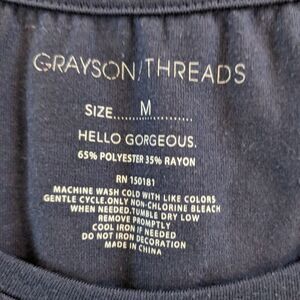 GRAYSON/THREADS
SIZE.......... M ..........
HELLO GORGEOUS.
65% POLYESTER 35% RAYON
RN 150181
MACHINE WASH COLD WITH LIKE COLORS
GENTLE CYCLE.ONLY NON-CHLORINE BLEACH
WHEN NEEDED.TUMBLE DRY LOW
REMOVE PROMPTLY
COOL IRON IF NEEDED
DO NOT IRON DECORATION
MADE IN CHINA